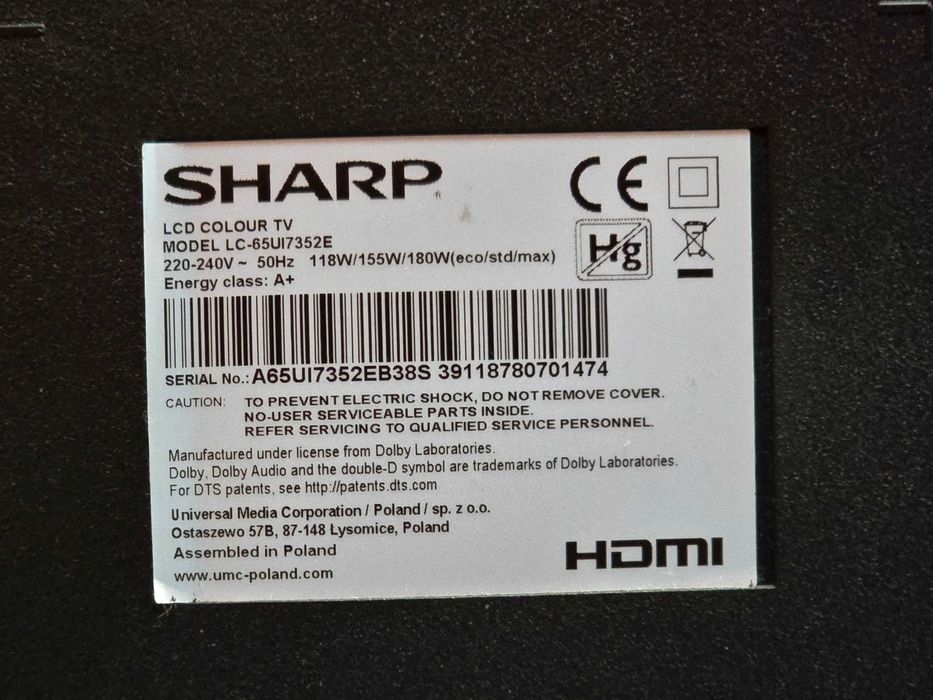 SHARP
LCD COLOUR TV
MODEL LC-65UI7352E
220-240V ~ 50Hz 118W/155W/180W(eco/std/max)
Energy class: A+
CE
Hg
SERIAL No.: A65UI7352EB38S 39118780701474
CAUTION: TO PREVENT ELECTRIC SHOCK, DO NOT REMOVE COVER.
NO-USER SERVICEABLE PARTS INSIDE.
REFER SERVICING TO QUALIFIED SERVICE PERSONNEL.
Manufactured under license from Dolby Laboratories.
Dolby, Dolby Audio and the double-D symbol are trademarks of Dolby Laboratories.
For DTS patents, see http://patents.dts.com
Universal Media Corporation / Poland / sp. z o.o.
Ostaszewo 57B, 87-148 Łysomice, Poland
Assembled in Poland
www.umc-poland.com
HDMI